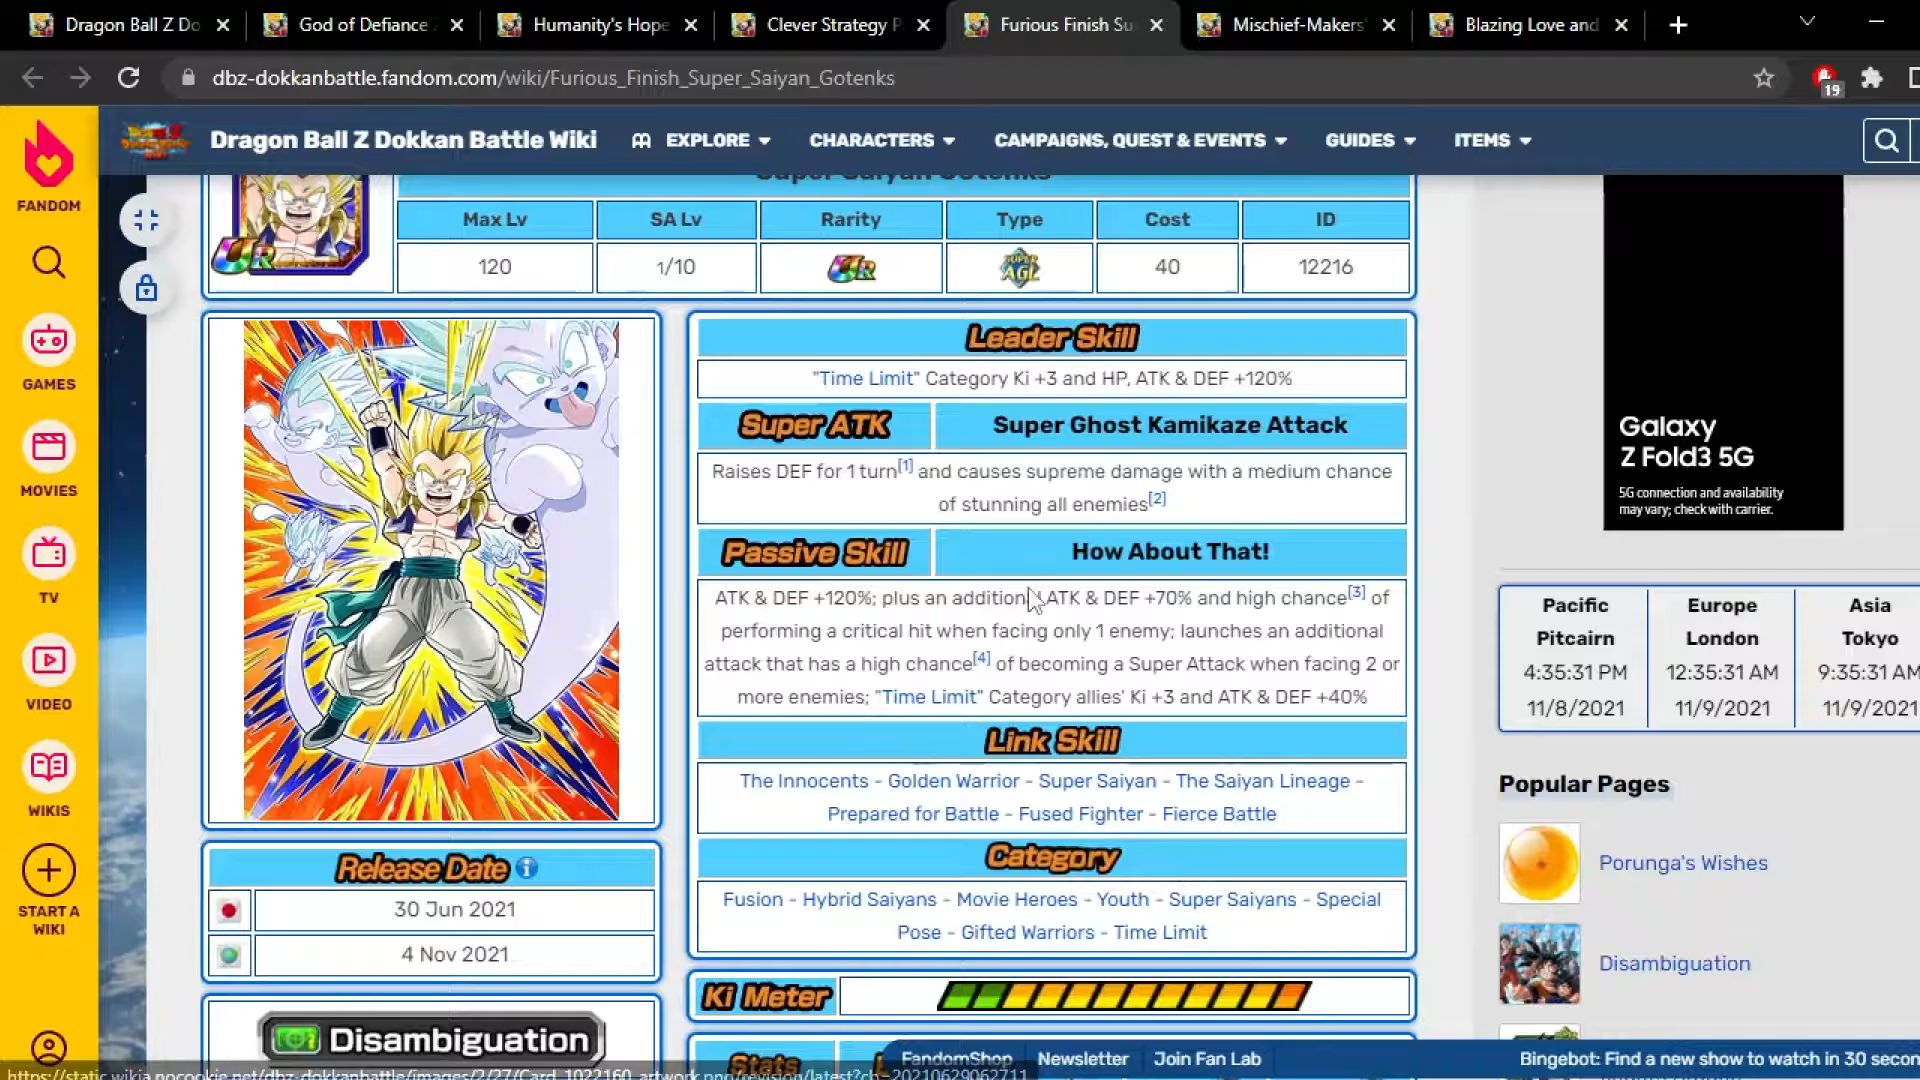 Dragon Ball Z Do
God of Defiance
Humanity's Hope
Clever Strategy P
Furious Finish Su
Mischief-Makers'
Blazing Love and
dbz-dokkanbattle.fandom.com/wiki/Furious_Finish_Super_Saiyan_Gotenks
19
Dragon Ball Z Dokkan Battle Wiki
EXPLORE
CHARACTERS
CAMPAIGNS, QUEST & EVENTS
GUIDES
ITEMS
FANDOM
GAMES
MOVIES
TV
VIDEO
WIKIS
START A
WIKI
Super Saiyan Gotenks
Max Lv
SA Lv
Rarity
Type
Cost
ID
UR
120
1/10
UR
SUPER AGL
40
12216
Leader Skill
"Time Limit" Category Ki +3 and HP, ATK & DEF +120%
Super ATK
Super Ghost Kamikaze Attack
Raises DEF for 1 turn[1] and causes supreme damage with a medium chance
of stunning all enemies[2]
Passive Skill
How About That!
ATK & DEF +120%; plus an additional ATK & DEF +70% and high chance[3] of
performing a critical hit when facing only 1 enemy; launches an additional
attack that has a high chance[4] of becoming a Super Attack when facing 2 or
more enemies; "Time Limit" Category allies' Ki +3 and ATK & DEF +40%
Link Skill
The Innocents - Golden Warrior - Super Saiyan - The Saiyan Lineage -
Prepared for Battle - Fused Fighter - Fierce Battle
Category
Fusion - Hybrid Saiyans - Movie Heroes - Youth - Super Saiyans - Special
Pose - Gifted Warriors - Time Limit
Ki Meter
Stats
Release Date
30 Jun 2021
4 Nov 2021
Disambiguation
Galaxy
Z Fold3 5G
5G connection and availability
may vary; check with carrier.
Pacific
Pitcairn
4:35:31 PM
11/8/2021
Europe
London
12:35:31 AM
11/9/2021
Asia
Tokyo
9:35:31 AM
11/9/2021
Popular Pages
Porunga's Wishes
Disambiguation
FandomShop
Newsletter
Join Fan Lab
Bingebot: Find a new show to watch in 30 secon